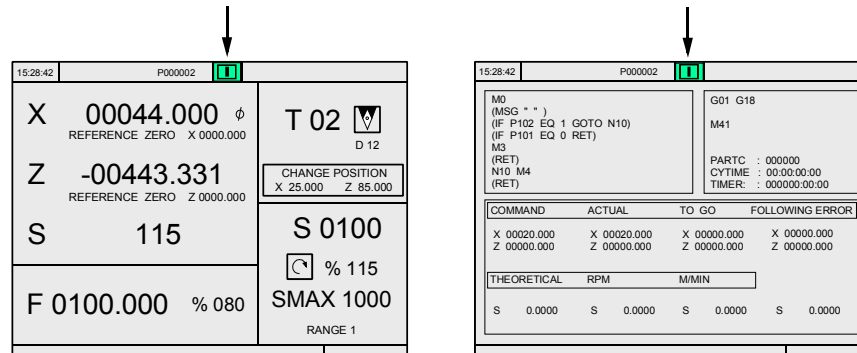 15:28:42 P000002
X 00044.000 ϕ
REFERENCE ZERO X 0000.000
Z -00443.331
REFERENCE ZERO Z 0000.000
S 115
F 0100.000 % 080
T 02
D 12
CHANGE POSITION
X 25.000 Z 85.000
S 0100
% 115
SMAX 1000
RANGE 1
15:28:42 P000002
M0
(MSG " " )
(IF P102 EQ 1 GOTO N10)
(IF P101 EQ 0 RET)
M3
(RET)
N10 M4
(RET)
G01 G18
M41
PARTC : 000000
CYTIME : 00:00:00:00
TIMER: : 000000:00:00
COMMAND ACTUAL TO GO FOLLOWING ERROR
X 00020.000 X 00020.000 X 00000.000 X 00000.000
Z 00000.000 Z 00000.000 Z 00000.000 Z 00000.000
THEORETICAL RPM M/MIN
S 0.0000 S 0.0000 S 0.0000 S 0.0000